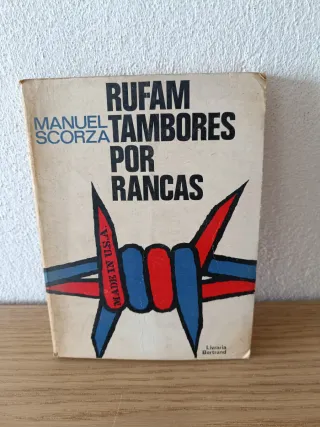 RUFAM
MANUEL TAMBORES
SCORZA POR
RANCAS
MADE IN U.S.A.
Livraria
Bertrand